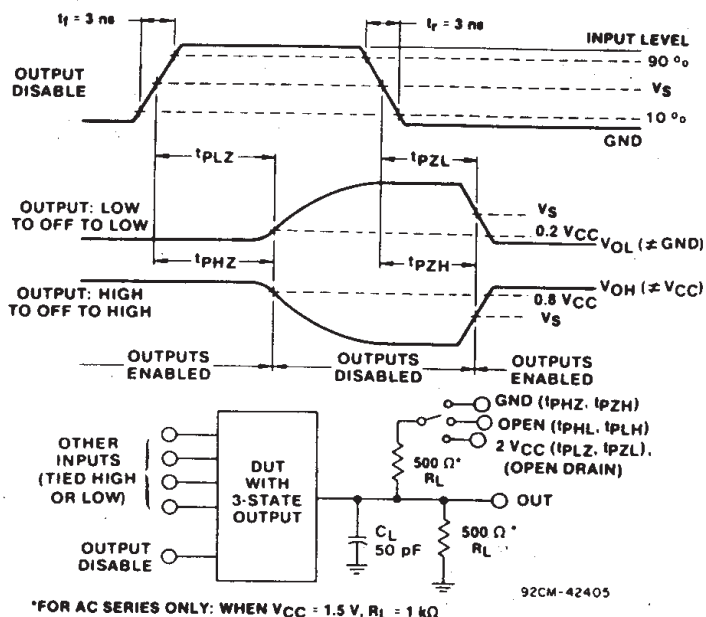 tf = 3 ns
tr = 3 ns
INPUT LEVEL
90 %
VS
10 %
GND
OUTPUT
DISABLE
tPLZ
tPZL
OUTPUT: LOW
TO OFF TO LOW
VS
0.2 VCC
VOL (≠ GND)
tPHZ
tPZH
OUTPUT: HIGH
TO OFF TO HIGH
VOH (≠ VCC)
0.8 VCC
VS
OUTPUTS
ENABLED
OUTPUTS
DISABLED
OUTPUTS
ENABLED
GND (tPHZ, tPZH)
OPEN (tPHL, tPLH)
2 VCC (tPLZ, tPZL),
(OPEN DRAIN)
OTHER
INPUTS
(TIED HIGH
OR LOW)
DUT
WITH
3-STATE
OUTPUT
500 Ω*
RL
OUT
OUTPUT
DISABLE
CL
50 pF
500 Ω*
RL
92CM-42405
*FOR AC SERIES ONLY: WHEN VCC = 1.5 V, RL = 1 kΩ